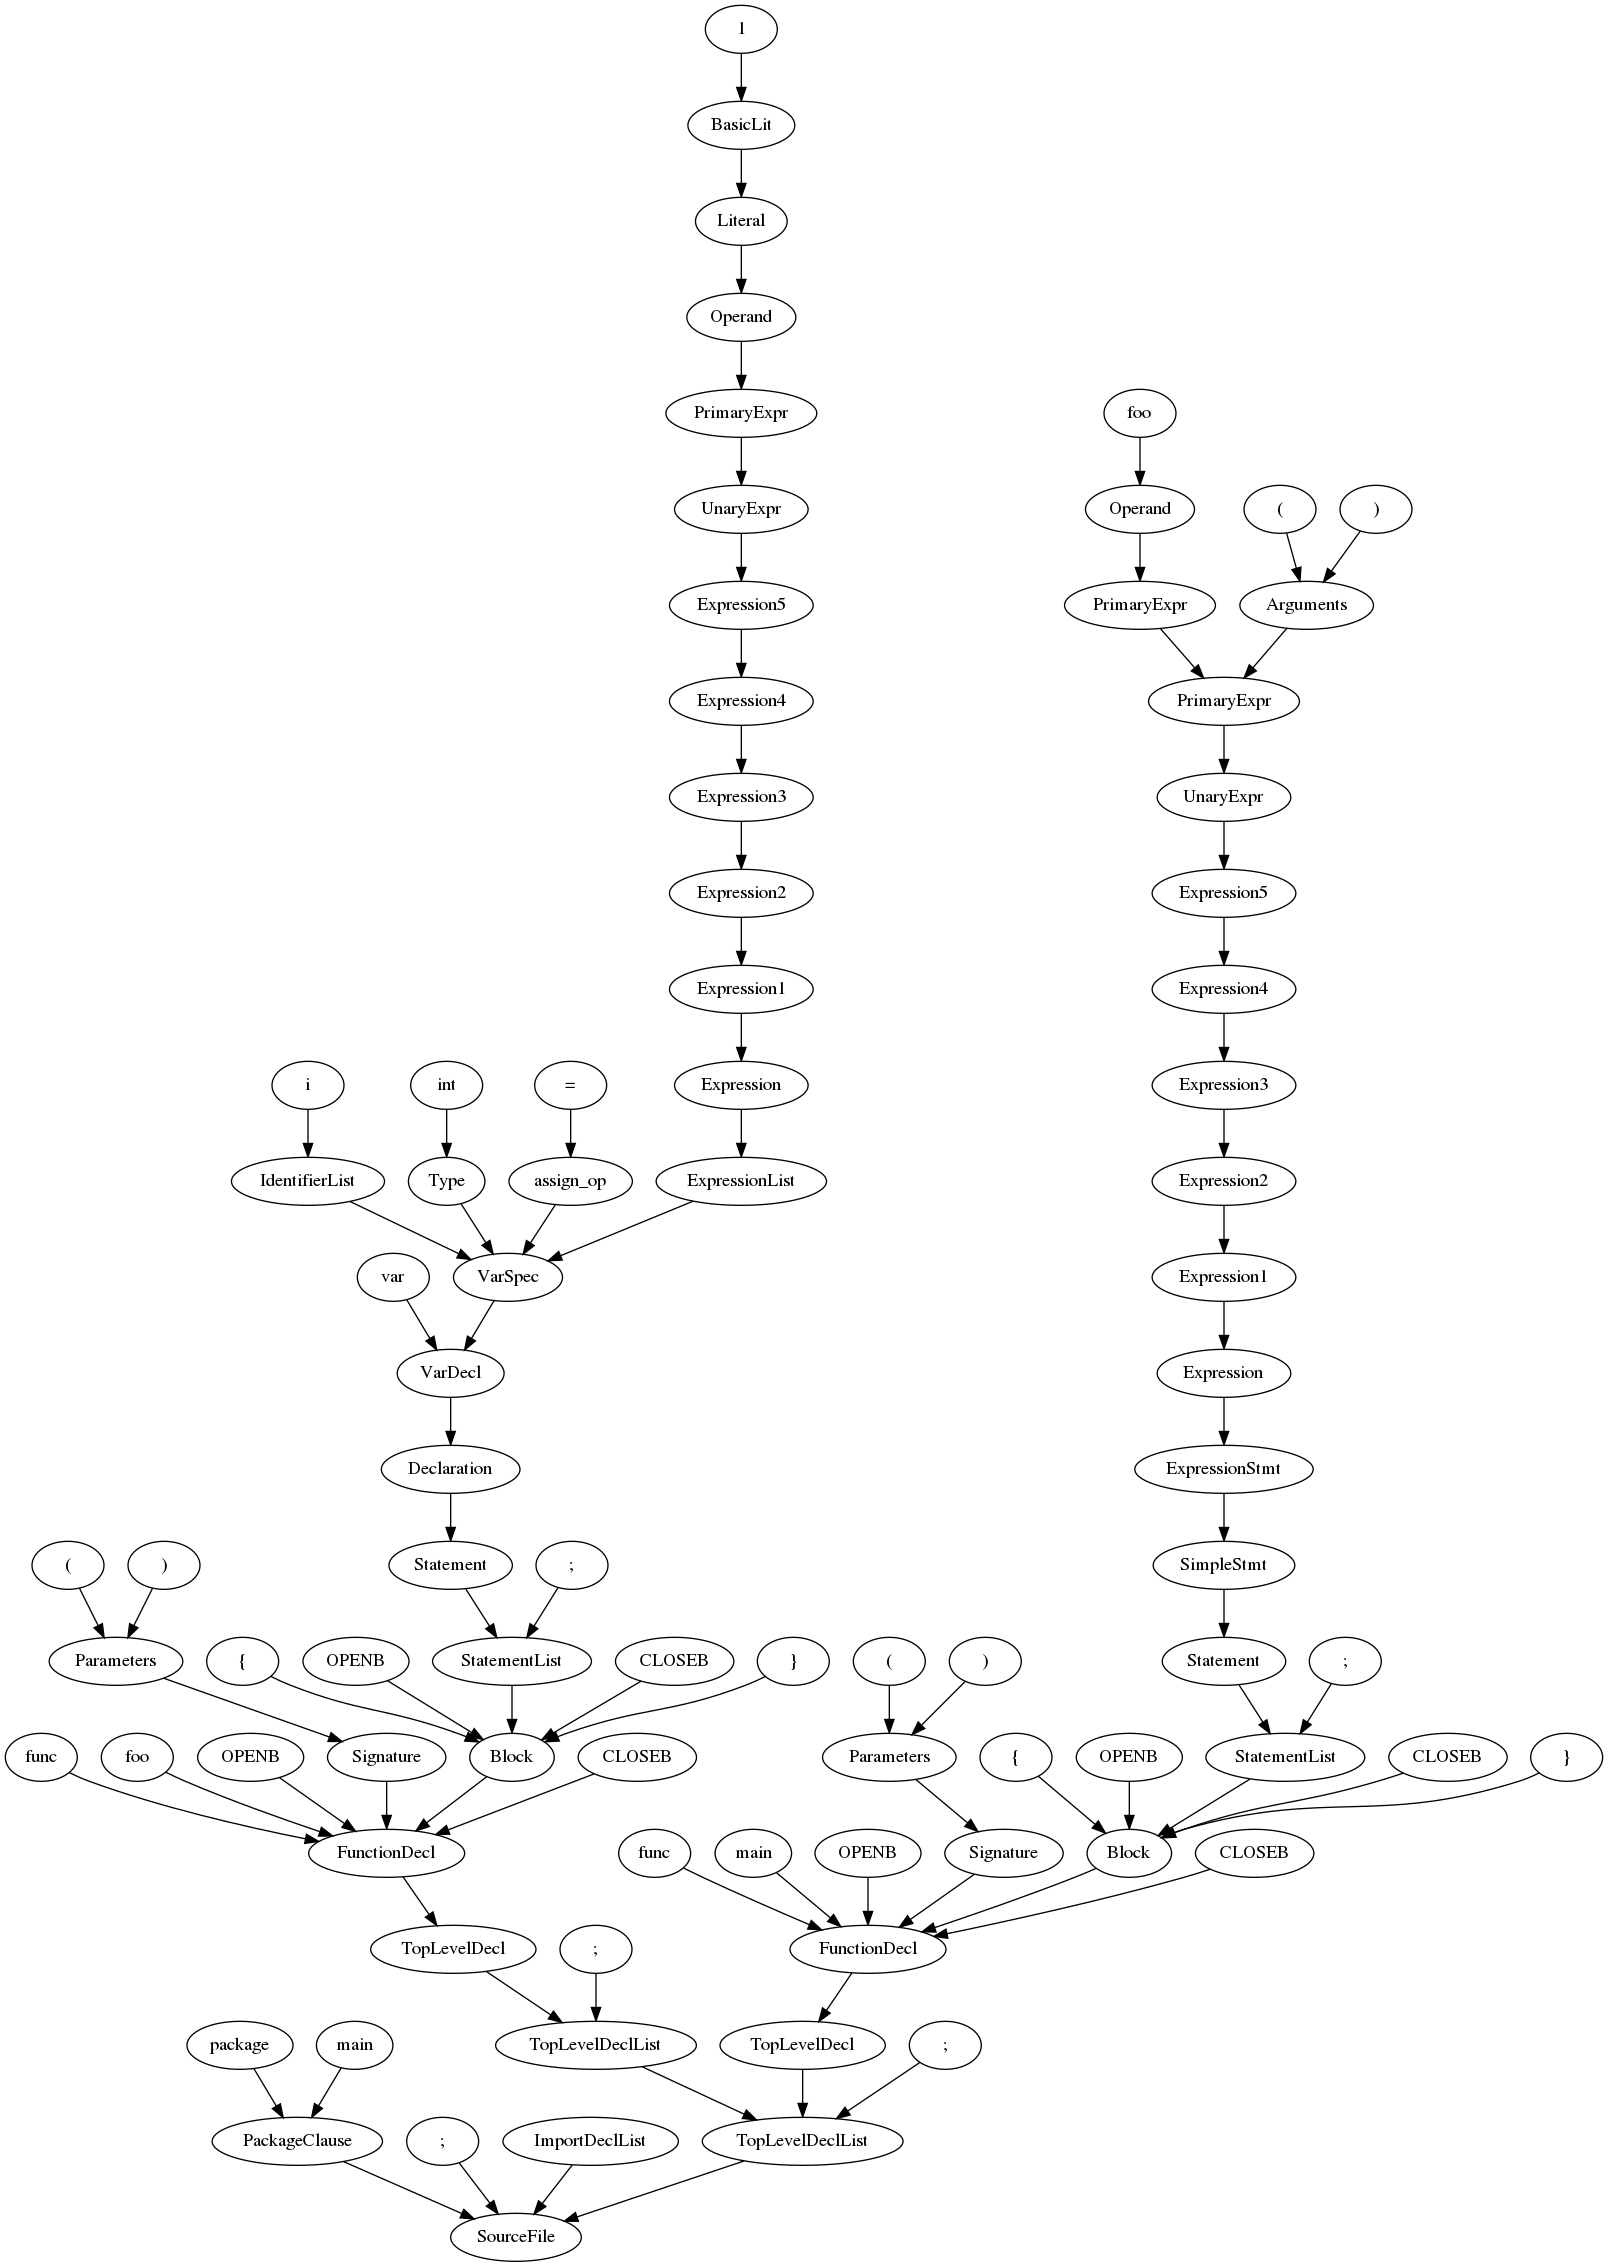 1
BasicLit
Literal
Operand
PrimaryExpr foo
UnaryExpr Operand ( )
Expression5 PrimaryExpr Arguments
Expression4 PrimaryExpr
Expression3 UnaryExpr
Expression2 Expression5
Expression1 Expression4
i int = Expression Expression3
IdentifierList Type assign_op ExpressionList Expression2
var VarSpec Expression1
VarDecl Expression
Declaration ExpressionStmt
( ) Statement ; SimpleStmt
Parameters { OPENB StatementList CLOSEB } ( ) Statement ;
func foo OPENB Signature Block CLOSEB Parameters { OPENB StatementList CLOSEB }
FunctionDecl func main OPENB Signature Block CLOSEB
TopLevelDecl ; FunctionDecl
package main TopLevelDeclList TopLevelDecl ;
PackageClause ; ImportDeclList TopLevelDeclList
SourceFile